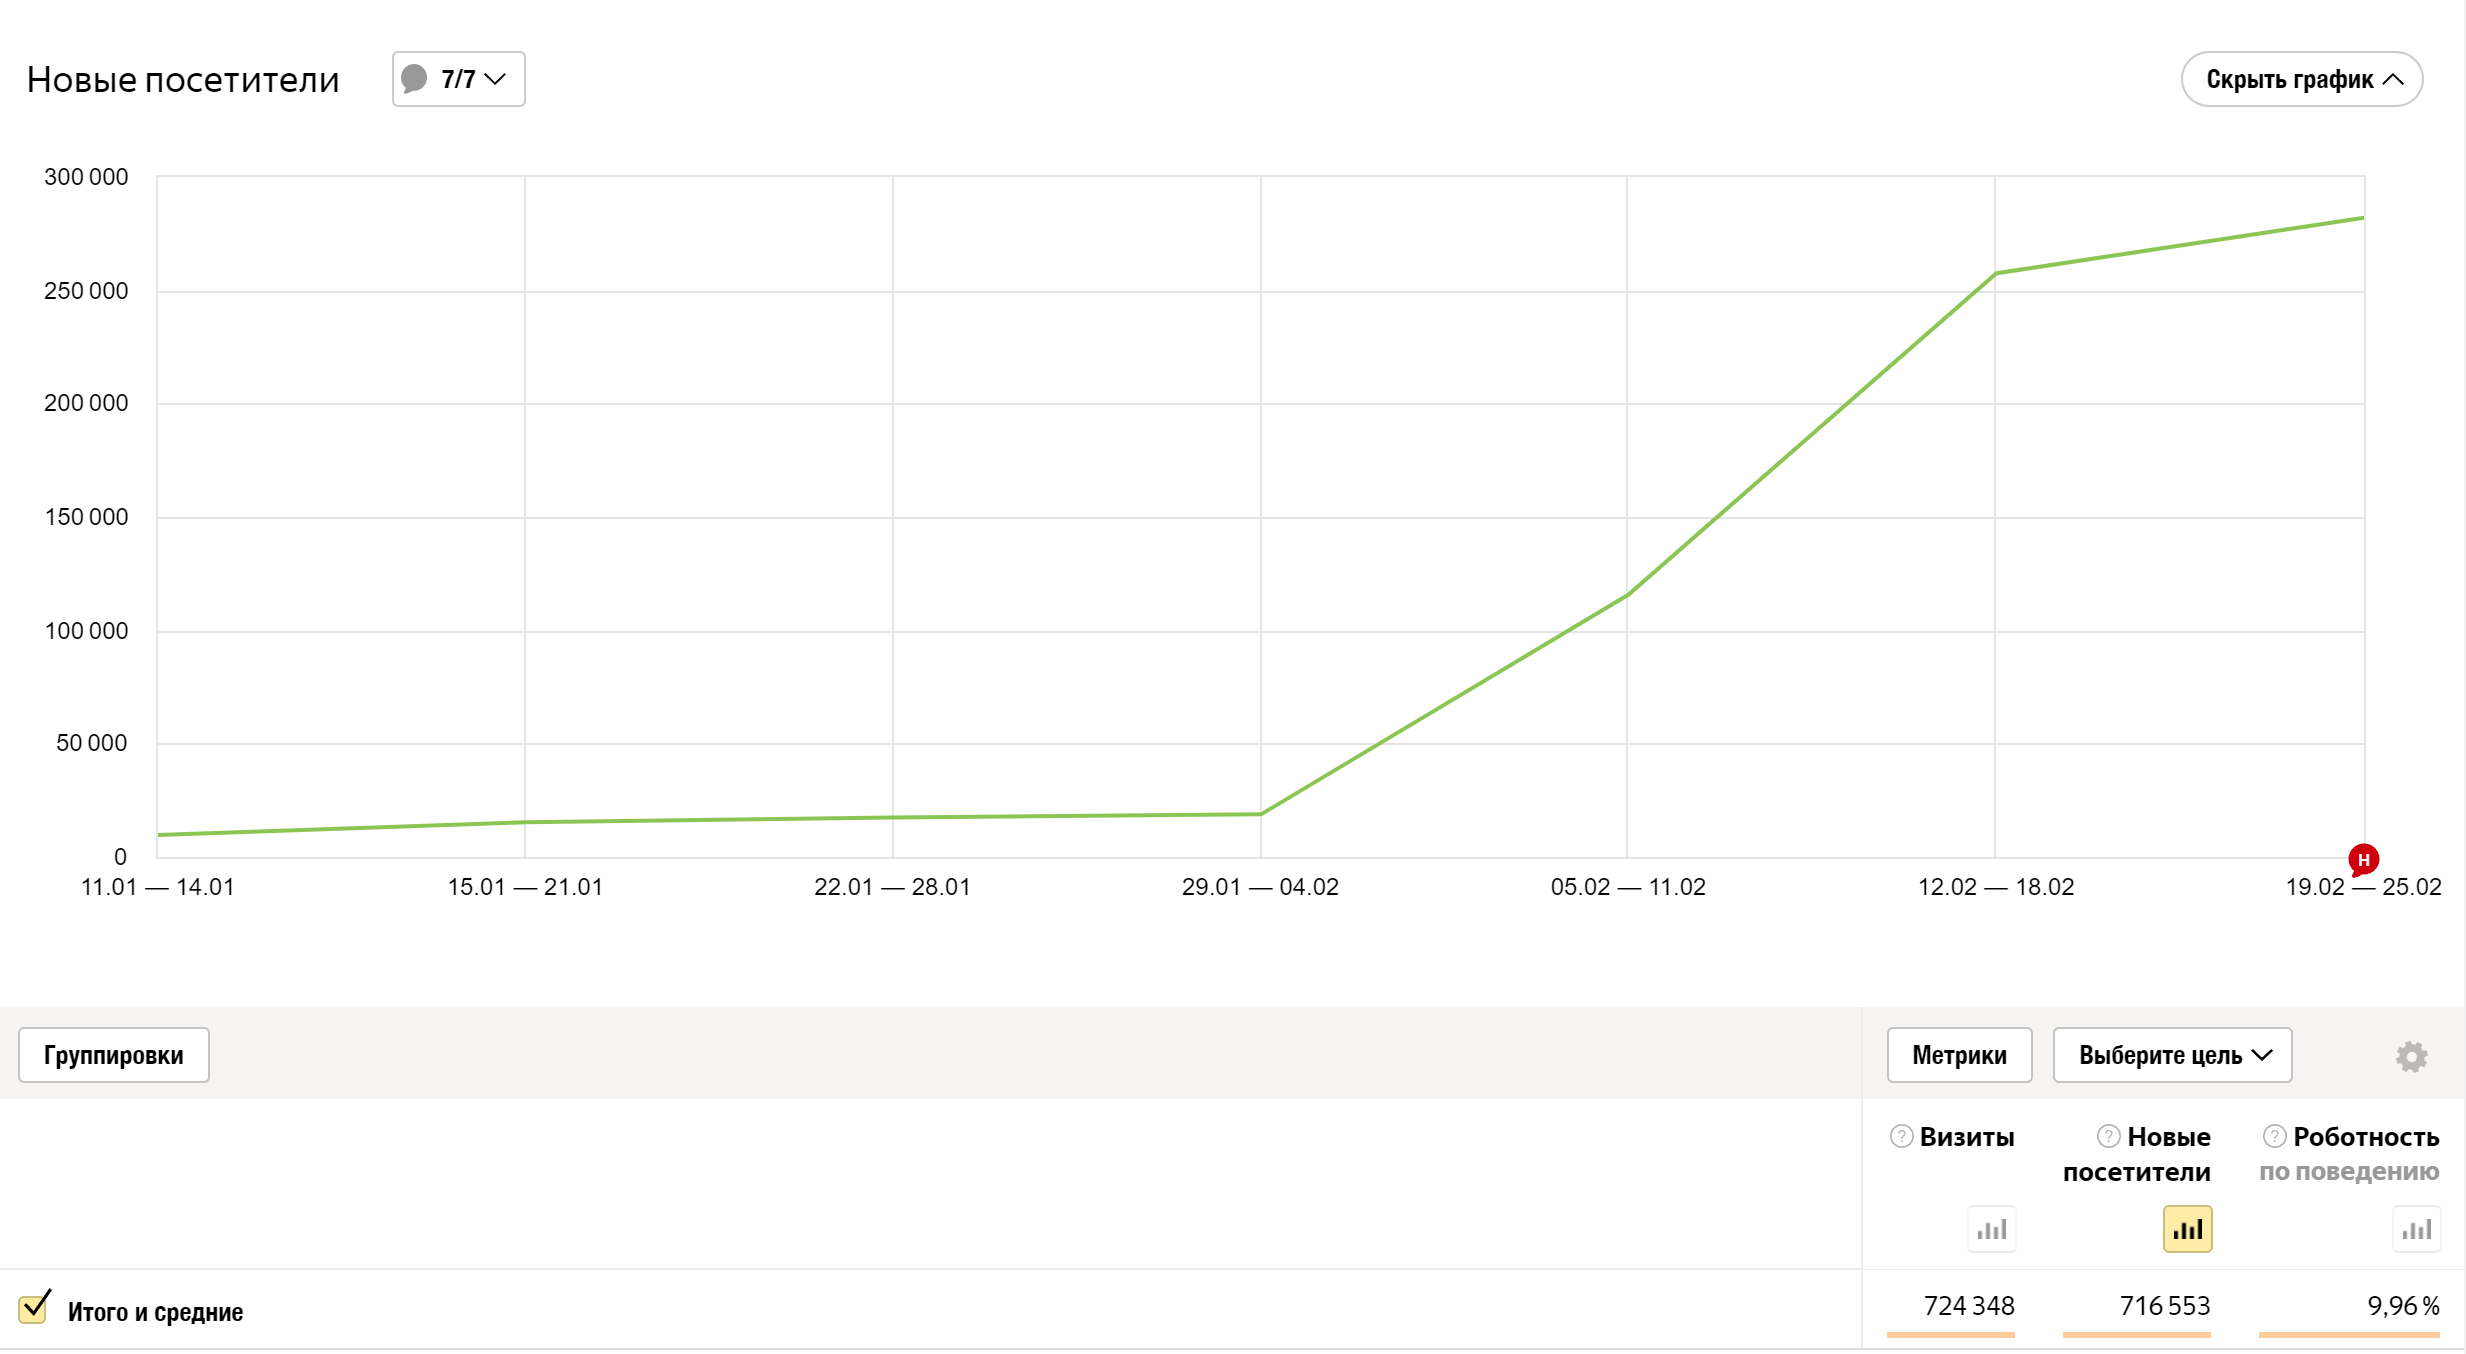 Новые посетители 7/7 Скрыть график
300 000
250 000
200 000
150 000
100 000
50 000
0
Н
11.01 — 14.01 15.01 — 21.01 22.01 — 28.01 29.01 — 04.02 05.02 — 11.02 12.02 — 18.02 19.02 — 25.02
Группировки Метрики Выберите цель
? Визиты ? Новые ? Роботность
посетители по поведению
Итого и средние 724 348 716 553 9,96 %